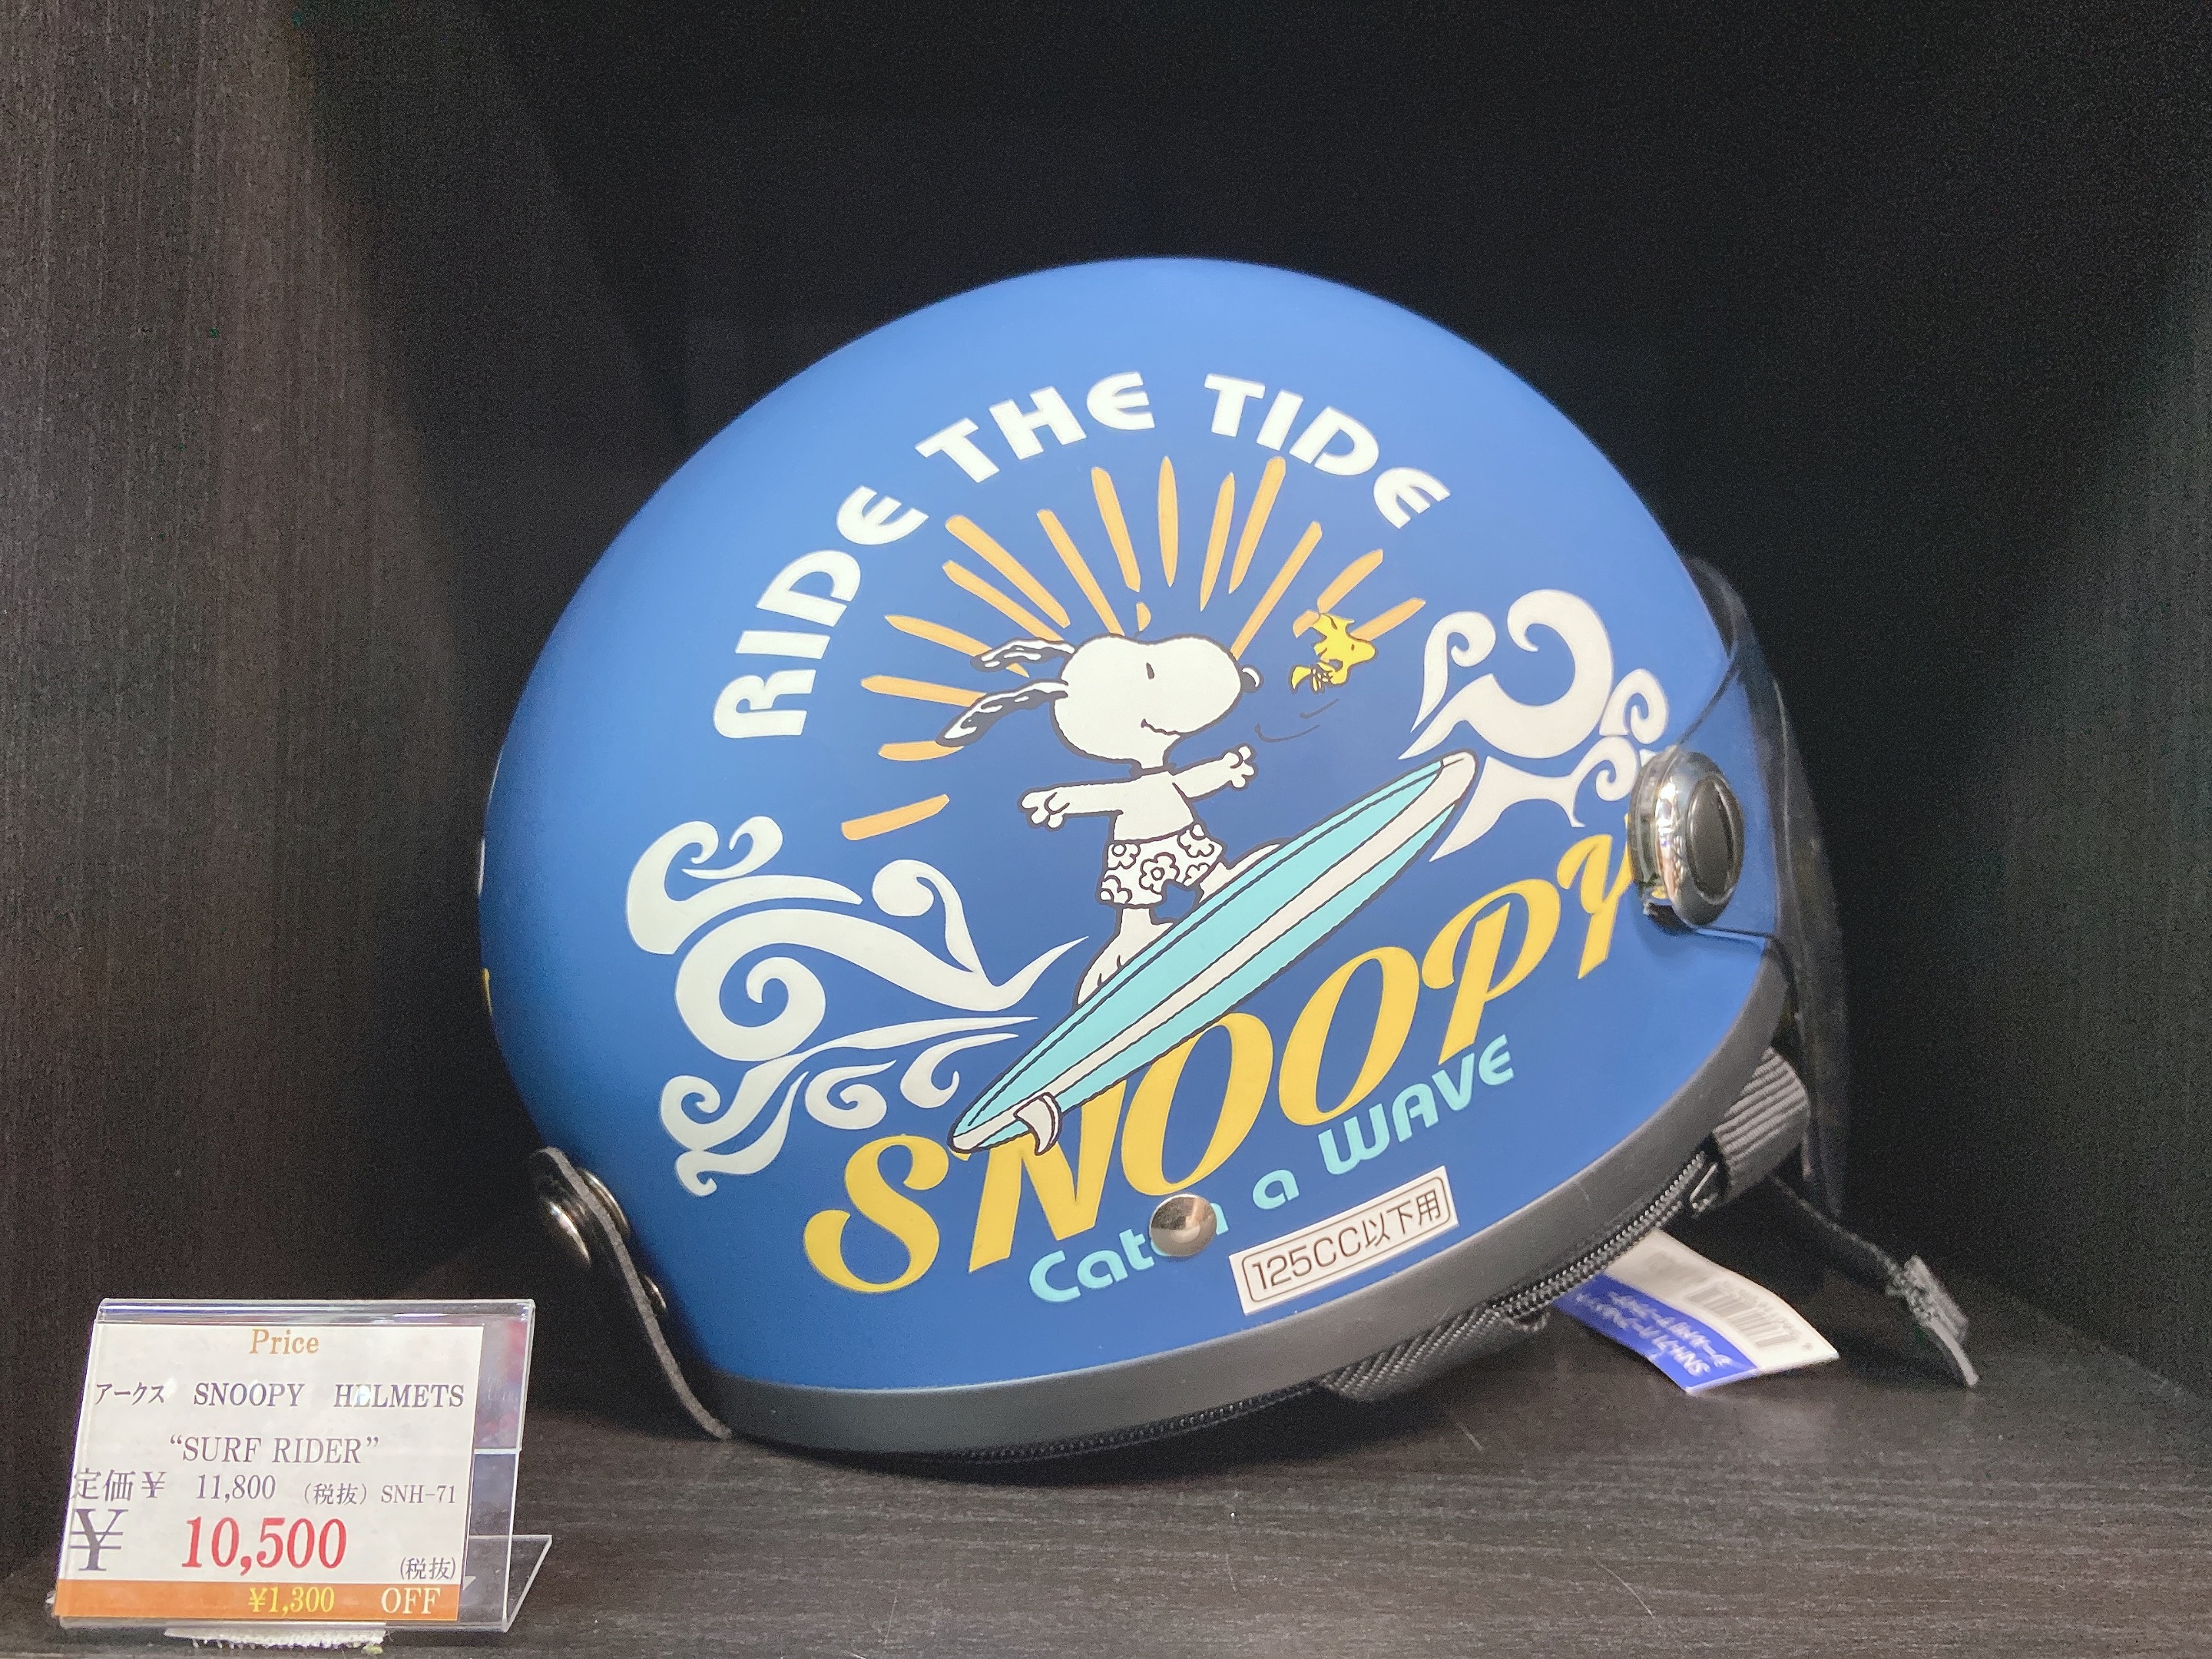 RIDE THE TIDE
SNOOPY
Catch a WAVE
125CC以下用
Price
アークス SNOOPY HELMETS
“SURF RIDER”
定価¥ 11,800 (税抜) SNH-71
¥ 10,500 (税抜)
¥1,300 OFF